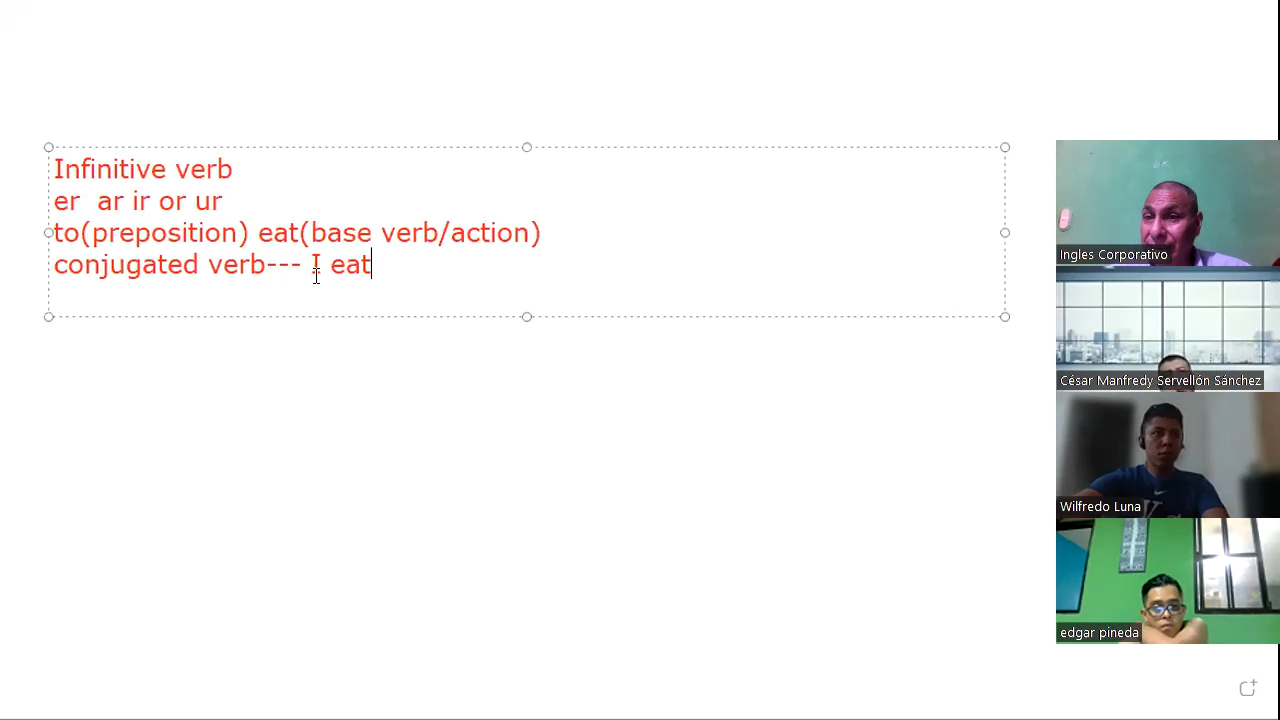 Infinitive verb
er  ar ir or ur
to(preposition) eat(base verb/action)
conjugated verb--- I eat
Ingles Corporativo
César Manfredy Servellón Sánchez
Wilfredo Luna
edgar pineda